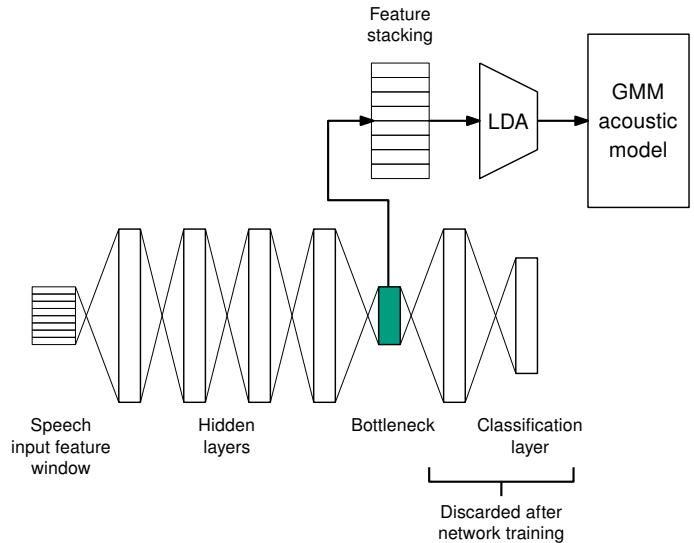 Feature
stacking
LDA
GMM
acoustic
model
Speech
input feature
window
Hidden
layers
Bottleneck
Classification
layer
Discarded after
network training